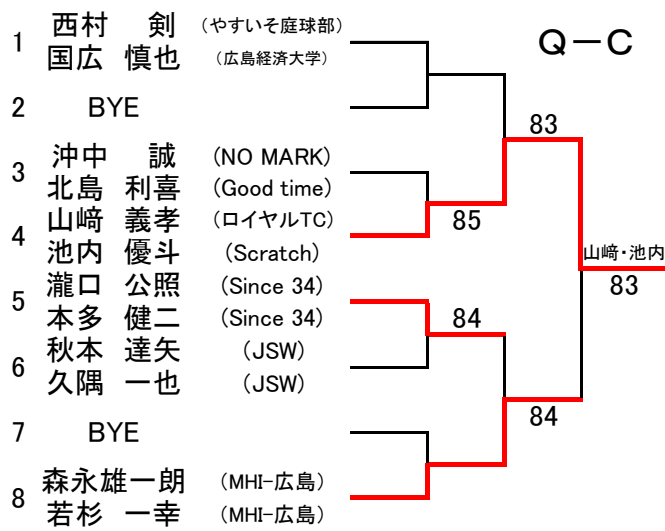 Q－C
1 西村　剣 (やすいそ庭球部)
国広　慎也 (広島経済大学)
2 BYE
83
3 沖中　誠 (NO MARK)
北島　利喜 (Good time)
4 山﨑　義孝 (ロイヤルTC)
85
池内　優斗 (Scratch)
山﨑・池内
83
5 瀧口　公照 (Since 34)
本多　健二 (Since 34)
84
6 秋本　達矢 (JSW)
久隅　一也 (JSW)
84
7 BYE
8 森永雄一朗 (MHI-広島)
若杉　一幸 (MHI-広島)